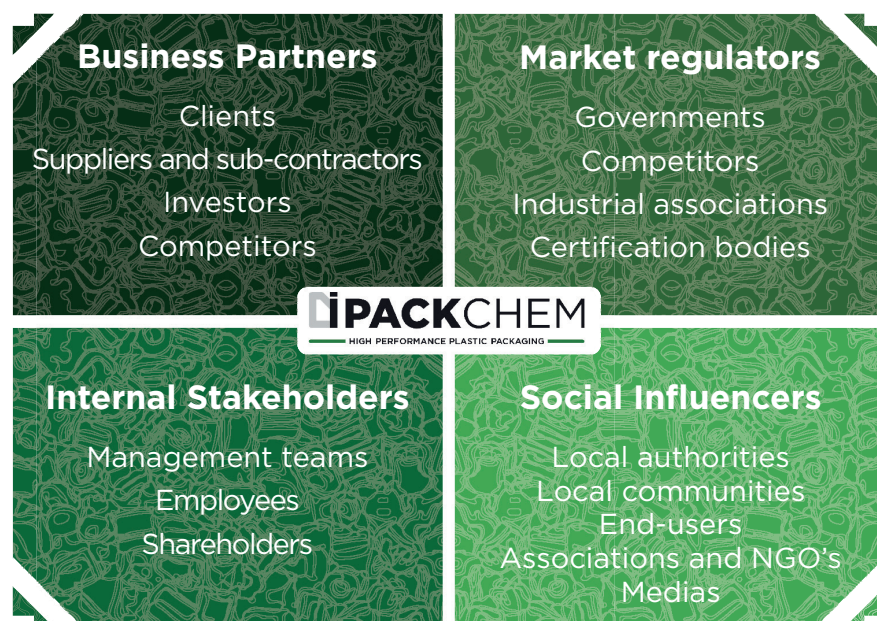 Business Partners
Clients
Suppliers and sub-contractors
Investors
Competitors
Market regulators
Governments
Competitors
Industrial associations
Certification bodies
iPACKCHEM
HIGH PERFORMANCE PLASTIC PACKAGING
Internal Stakeholders
Management teams
Employees
Shareholders
Social Influencers
Local authorities
Local communities
End-users
Associations and NGO's
Medias